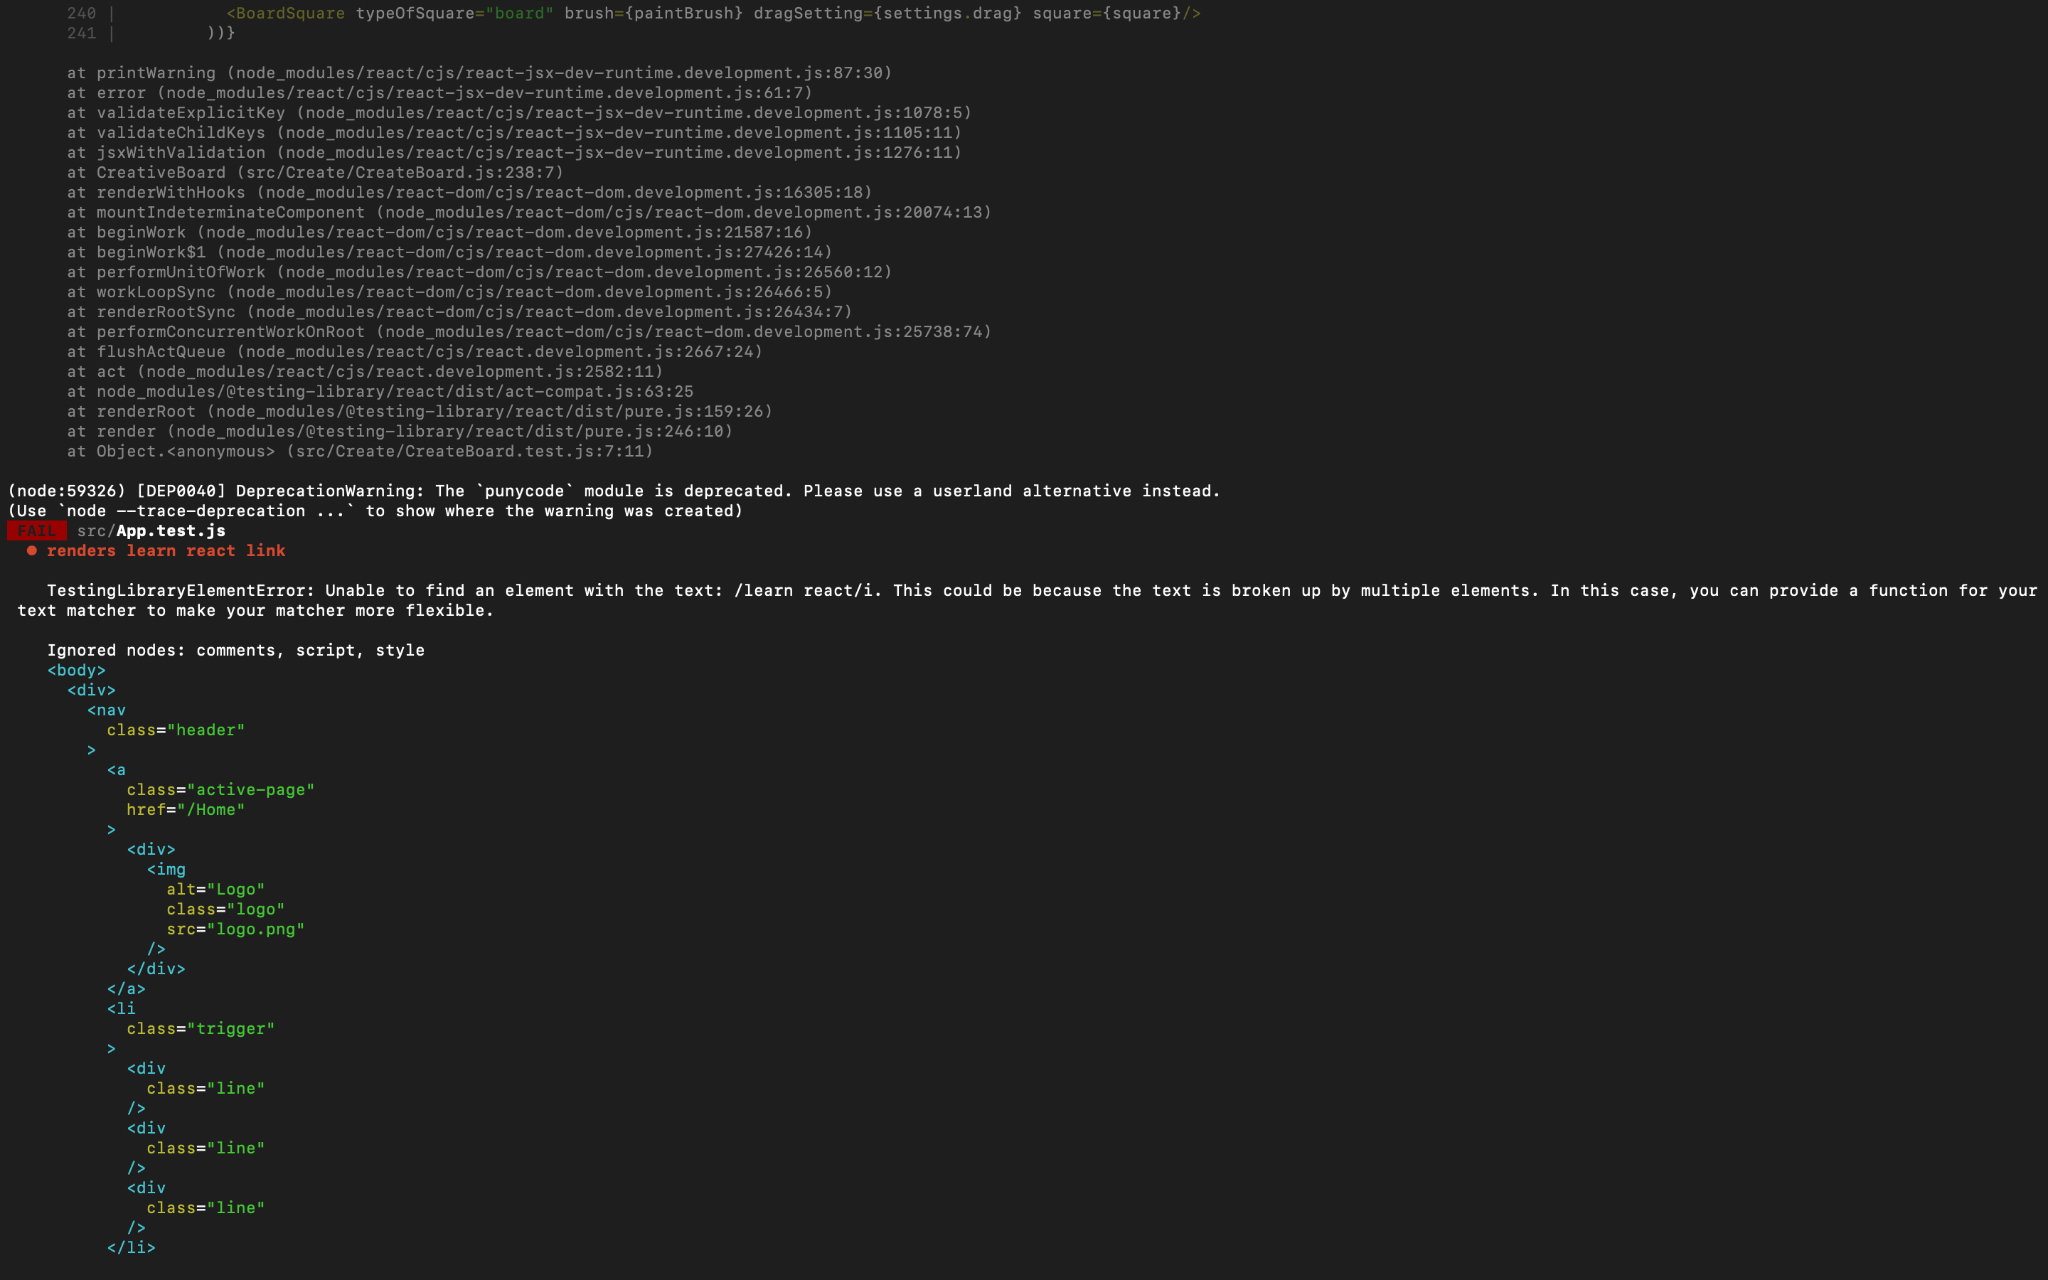 240 |           <BoardSquare typeOfSquare="board" brush={paintBrush} dragSetting={settings.drag} square={square}/>
241 |         ))}
at printWarning (node_modules/react/cjs/react-jsx-dev-runtime.development.js:87:30)
at error (node_modules/react/cjs/react-jsx-dev-runtime.development.js:61:7)
at validateExplicitKey (node_modules/react/cjs/react-jsx-dev-runtime.development.js:1078:5)
at validateChildKeys (node_modules/react/cjs/react-jsx-dev-runtime.development.js:1105:11)
at jsxWithValidation (node_modules/react/cjs/react-jsx-dev-runtime.development.js:1276:11)
at CreativeBoard (src/Create/CreateBoard.js:238:7)
at renderWithHooks (node_modules/react-dom/cjs/react-dom.development.js:16305:18)
at mountIndeterminateComponent (node_modules/react-dom/cjs/react-dom.development.js:20074:13)
at beginWork (node_modules/react-dom/cjs/react-dom.development.js:21587:16)
at beginWork$1 (node_modules/react-dom/cjs/react-dom.development.js:27426:14)
at performUnitOfWork (node_modules/react-dom/cjs/react-dom.development.js:26560:12)
at workLoopSync (node_modules/react-dom/cjs/react-dom.development.js:26466:5)
at renderRootSync (node_modules/react-dom/cjs/react-dom.development.js:26434:7)
at performConcurrentWorkOnRoot (node_modules/react-dom/cjs/react-dom.development.js:25738:74)
at flushActQueue (node_modules/react/cjs/react.development.js:2667:24)
at act (node_modules/react/cjs/react.development.js:2582:11)
at node_modules/@testing-library/react/dist/act-compat.js:63:25
at renderRoot (node_modules/@testing-library/react/dist/pure.js:159:26)
at render (node_modules/@testing-library/react/dist/pure.js:246:10)
at Object.<anonymous> (src/Create/CreateBoard.test.js:7:11)
(node:59326) [DEP0040] DeprecationWarning: The `punycode` module is deprecated. Please use a userland alternative instead.
(Use `node --trace-deprecation ...` to show where the warning was created)
FAIL src/App.test.js
● renders learn react link
TestingLibraryElementError: Unable to find an element with the text: /learn react/i. This could be because the text is broken up by multiple elements. In this case, you can provide a function for your
text matcher to make your matcher more flexible.
Ignored nodes: comments, script, style
<body>
<div>
<nav
class="header"
>
<a
class="active-page"
href="/Home"
>
<div>
<img
alt="Logo"
class="logo"
src="logo.png"
/>
</div>
</a>
<li
class="trigger"
>
<div
class="line"
/>
<div
class="line"
/>
<div
class="line"
/>
</li>